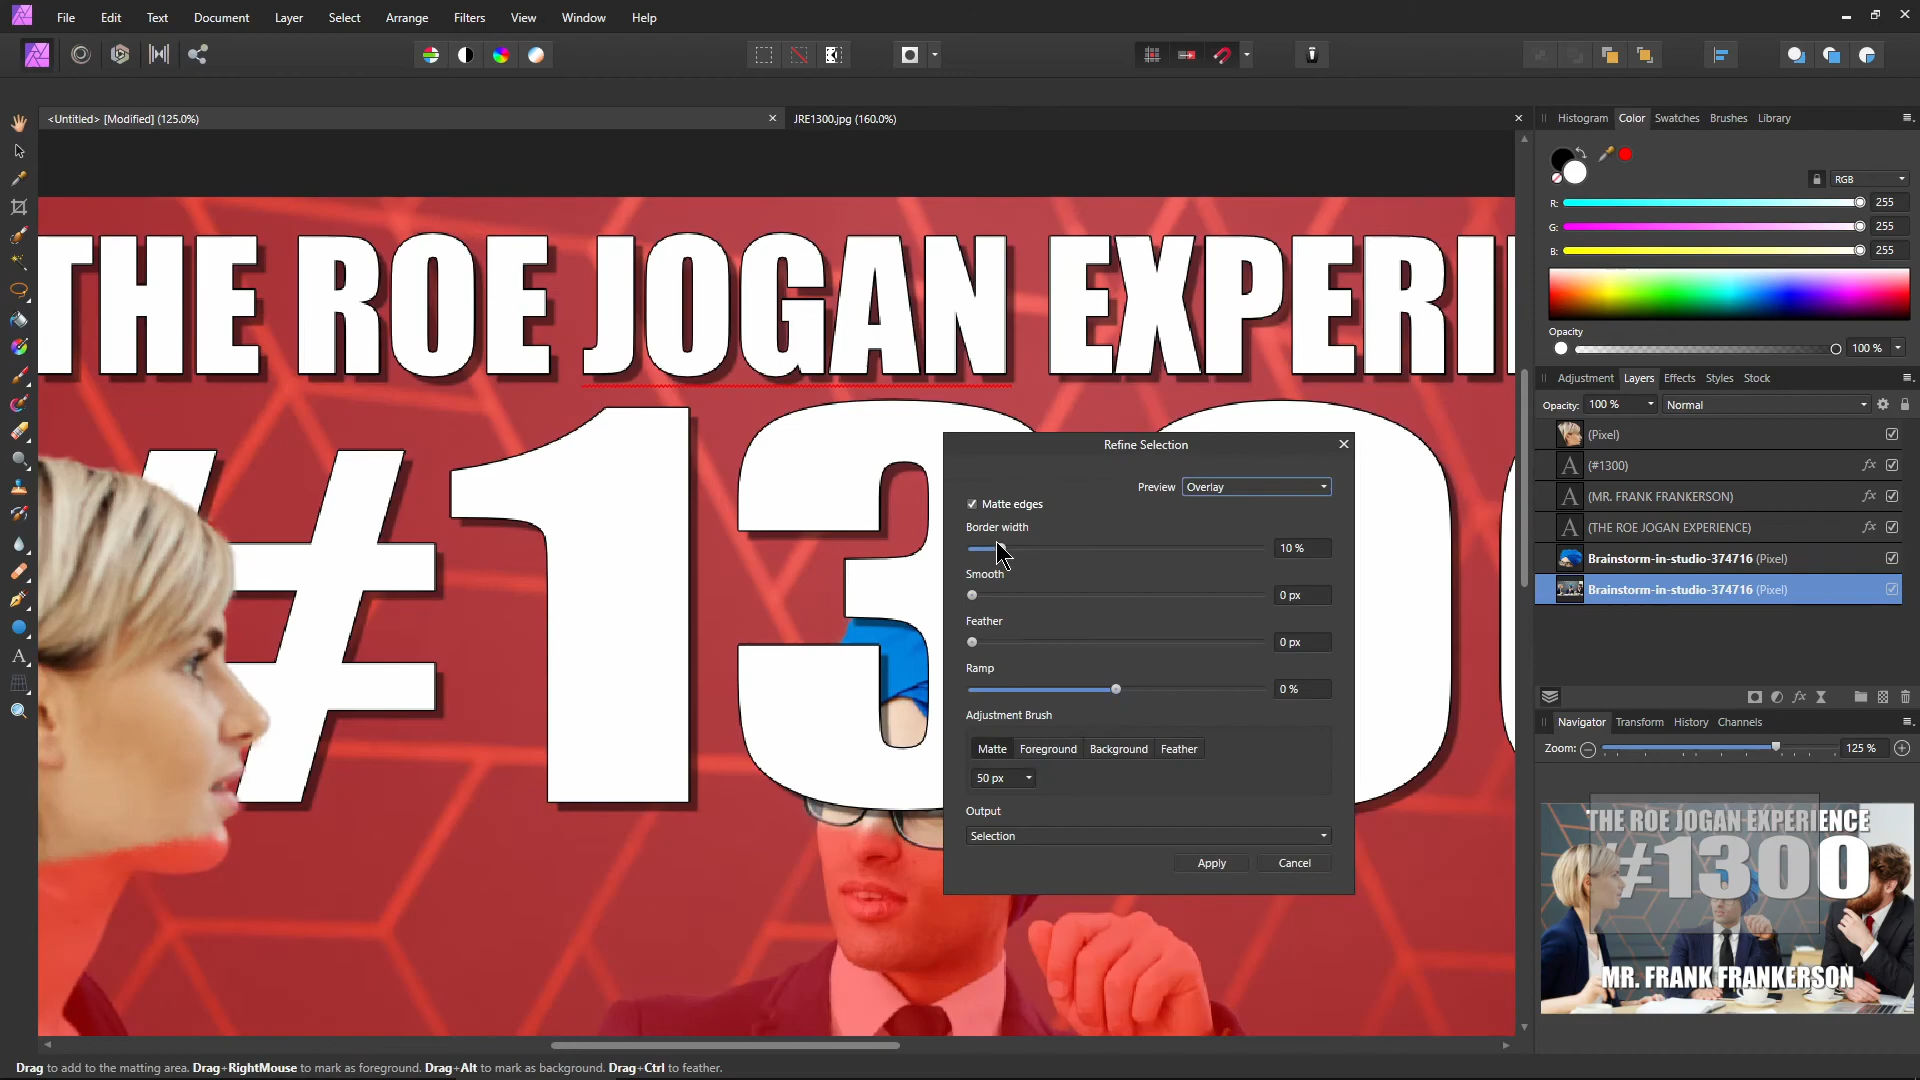 File Edit Text Document Layer Select Arrange Filters View Window Help
<Untitled> [Modified] (125.0%)
JRE1300.jpg (160.0%)
Histogram Color Swatches Brushes Library
RGB
R: 255
G: 255
B: 255
Opacity
100 %
Adjustment Layers Effects Styles Stock
Opacity: 100 % Normal
(Pixel)
A (#1300) fx
A (MR. FRANK FRANKERSON) fx
A (THE ROE JOGAN EXPERIENCE) fx
Brainstorm-in-studio-374716 (Pixel)
Brainstorm-in-studio-374716 (Pixel)
fx
Navigator Transform History Channels
Zoom: 125 %
THE ROE JOGAN EXPERIENCE
#1300
MR. FRANK FRANKERSON
THE ROE JOGAN EXPERI
#130
Refine Selection
Preview Overlay
Matte edges
Border width
10 %
Smooth
0 px
Feather
0 px
Ramp
0 %
Adjustment Brush
Matte Foreground Background Feather
50 px
Output
Selection
Apply Cancel
Drag to add to the matting area. Drag+RightMouse to mark as foreground. Drag+Alt to mark as background. Drag+Ctrl to feather.